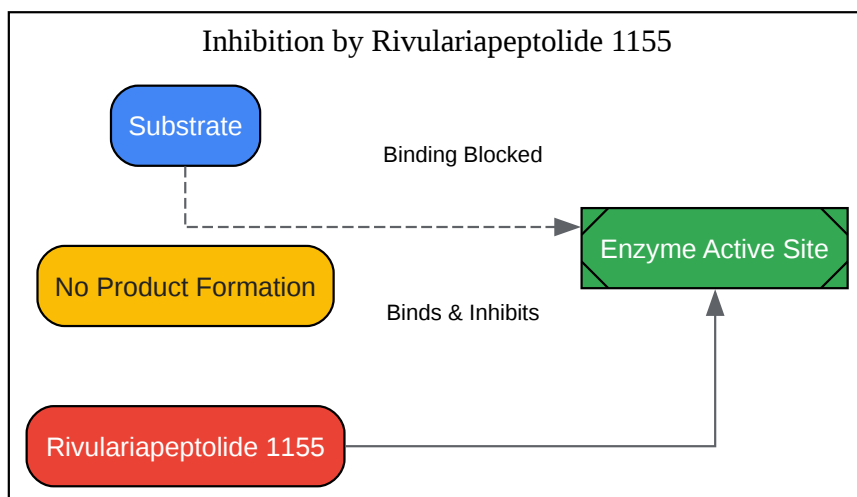 Inhibition by Rivulariapeptolide 1155
Substrate
Binding Blocked
Enzyme Active Site
No Product Formation
Binds & Inhibits
Rivulariapeptolide 1155